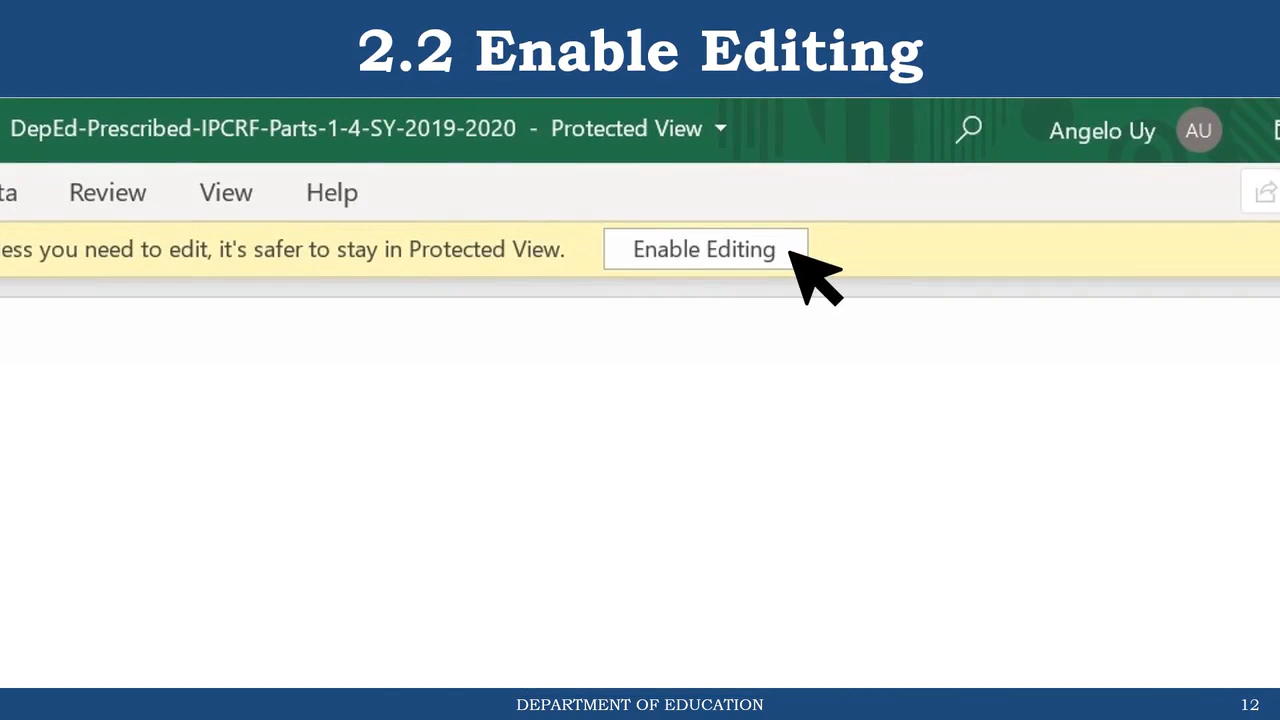 2.2 Enable Editing
DepEd-Prescribed-IPCRF-Parts-1-4-SY-2019-2020 - Protected View
Angelo Uy AU
ta Review View Help
ess you need to edit, it's safer to stay in Protected View. Enable Editing
DEPARTMENT OF EDUCATION 12